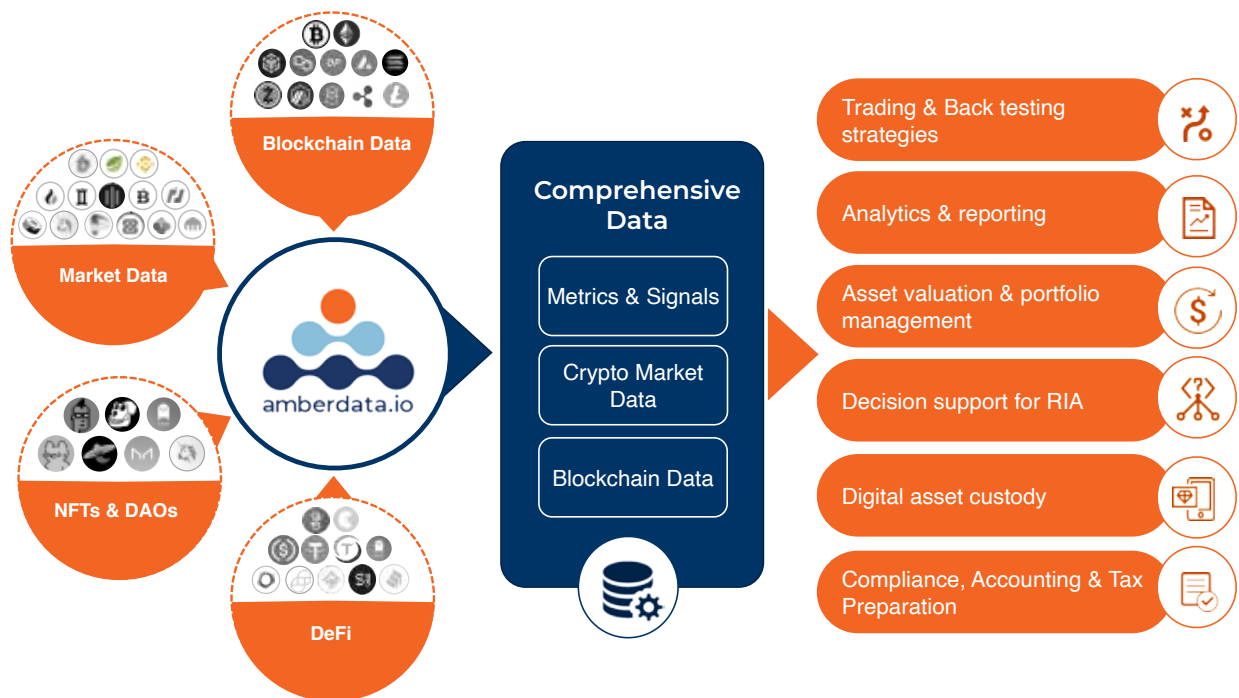 Blockchain Data
Market Data
NFTs & DAOs
DeFi
amberdata.io
Comprehensive
Data
Metrics & Signals
Crypto Market
Data
Blockchain Data
Trading & Back testing
strategies
Analytics & reporting
Asset valuation & portfolio
management
Decision support for RIA
Digital asset custody
Compliance, Accounting & Tax
Preparation